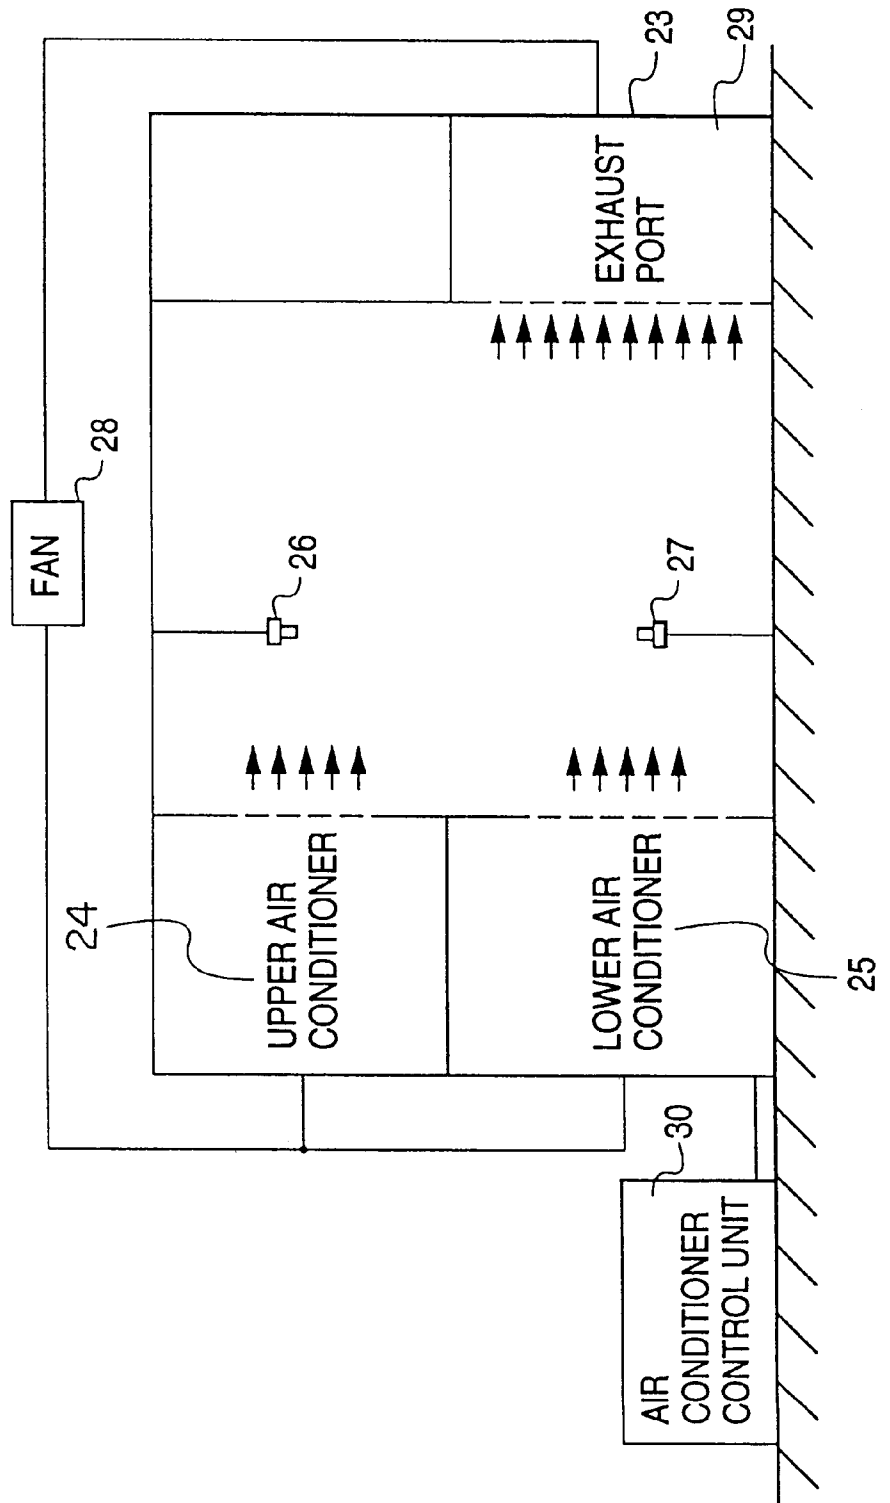 FAN
28
24
UPPER AIR
CONDITIONER
26
EXHAUST
PORT
23
29
LOWER AIR
CONDITIONER
27
25
30
AIR
CONDITIONER
CONTROL UNIT